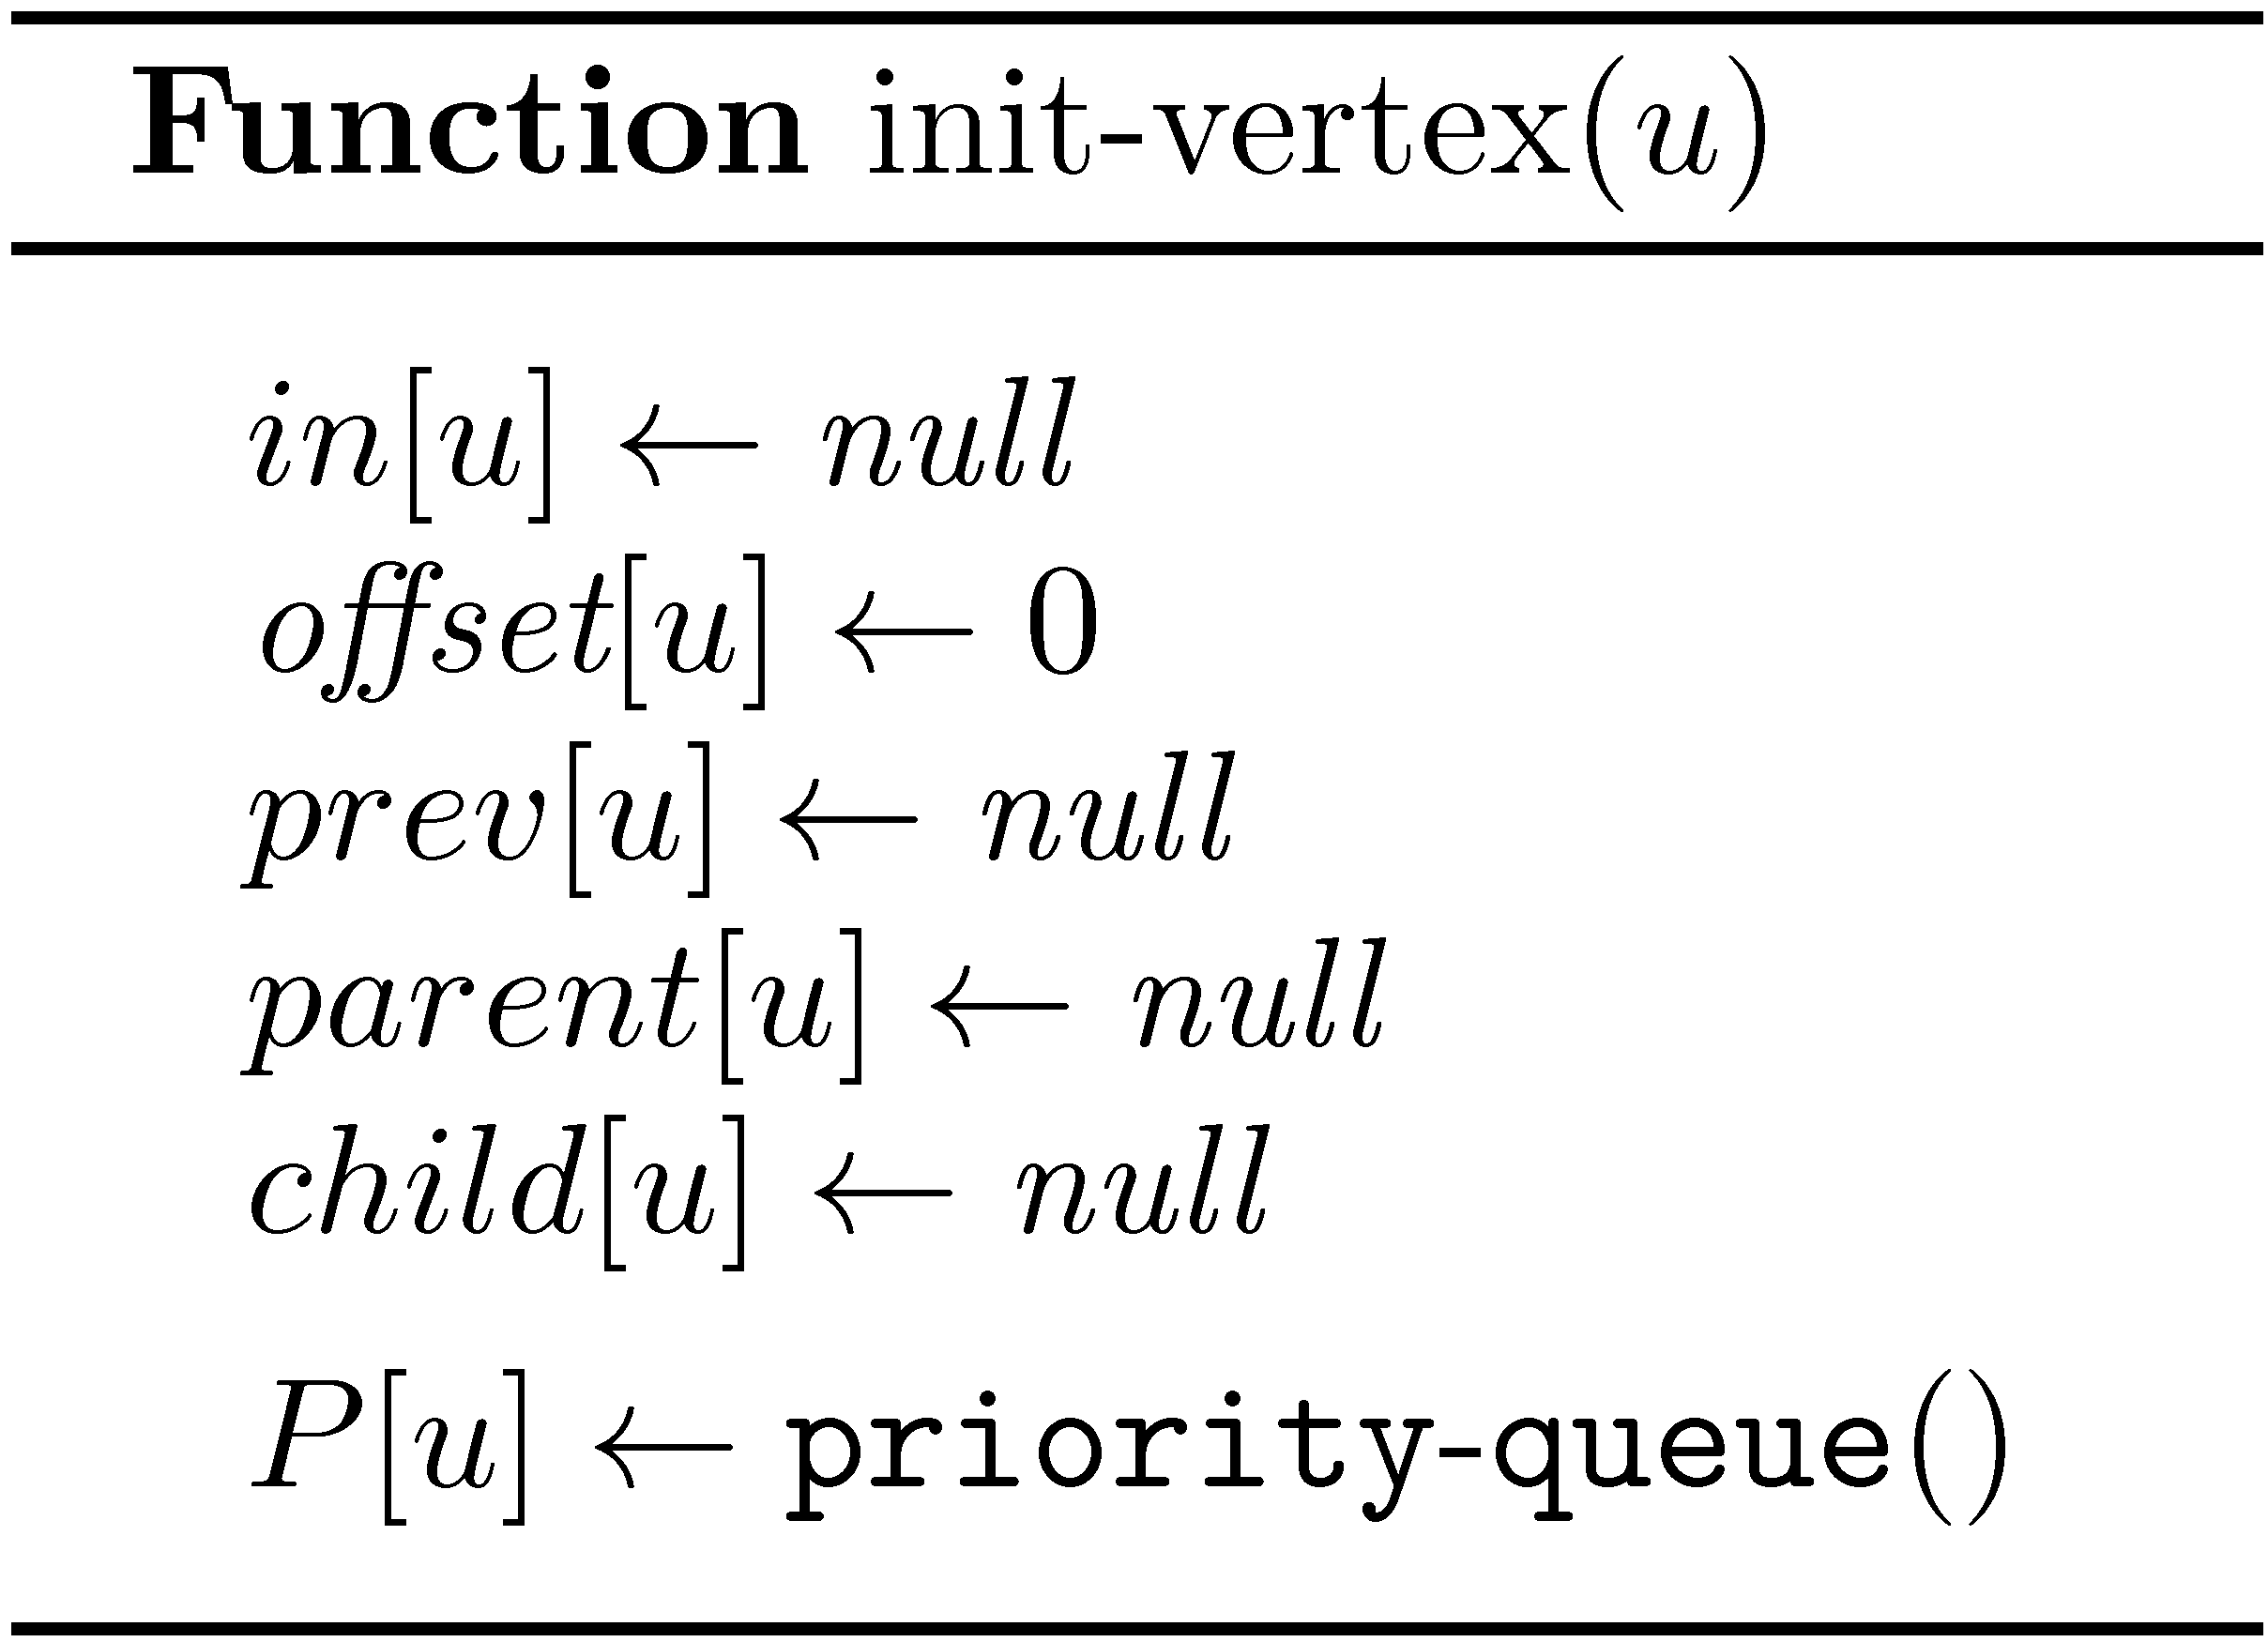 Function init-vertex(u)
in[u] ← null
offset[u] ← 0
prev[u] ← null
parent[u] ← null
child[u] ← null
P[u] ← priority-queue()